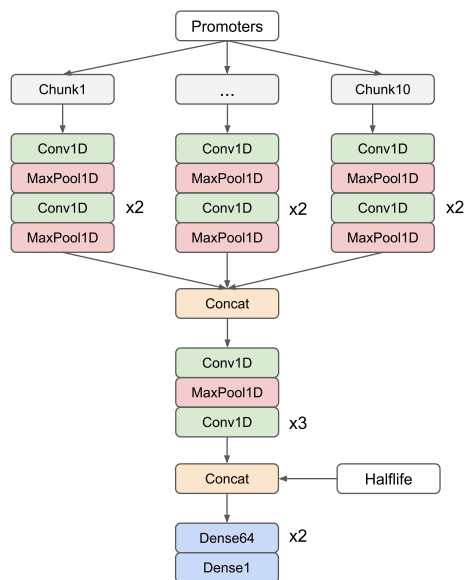 Promoters
Chunk1
...
Chunk10
Conv1D
Conv1D
Conv1D
MaxPool1D
MaxPool1D
MaxPool1D
Conv1D
x2
Conv1D
x2
Conv1D
x2
MaxPool1D
MaxPool1D
MaxPool1D
Concat
Conv1D
MaxPool1D
Conv1D
x3
Concat
Halflife
Dense64
x2
Dense1